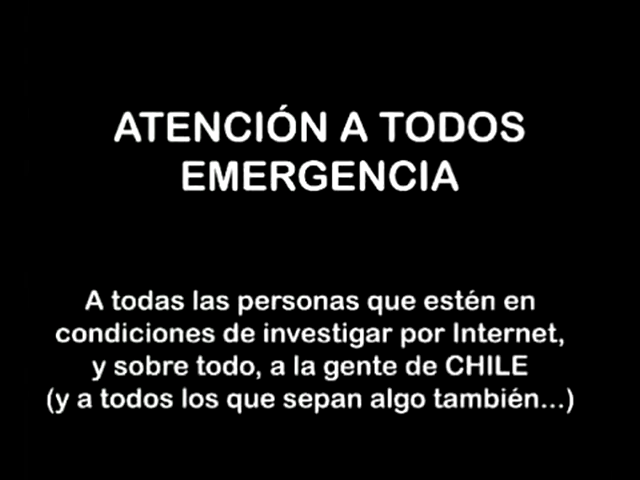 ATENCIÓN A TODOS
EMERGENCIA
A todas las personas que estén en
condiciones de investigar por Internet,
y sobre todo, a la gente de CHILE
(y a todos los que sepan algo también...)